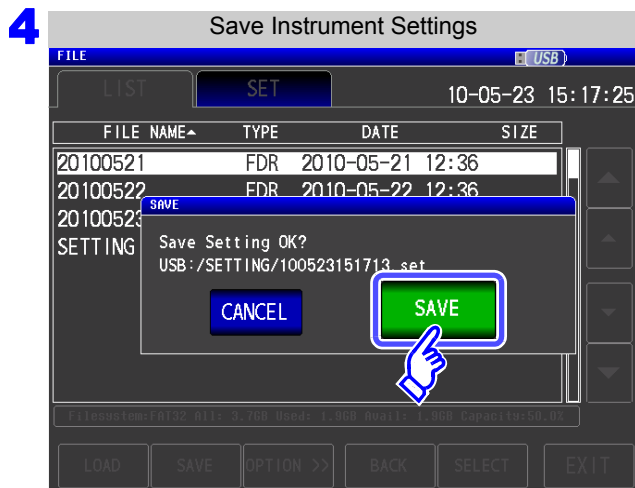 4
Save Instrument Settings
FILE USB
LIST SET 10-05-23 15:17:25
FILE NAME▲ TYPE DATE SIZE
20100521 FDR 2010-05-21 12:36
20100522 FDR 2010-05-22 12:36
20100523
SETTING
SAVE
Save Setting OK?
USB:/SETTING/100523151713.set
CANCEL SAVE
Filesystem:FAT32 All: 3.7GB Used: 1.9GB Avail: 1.9GB Capacity:50.0%
LOAD SAVE OPTION >> BACK SELECT EXIT